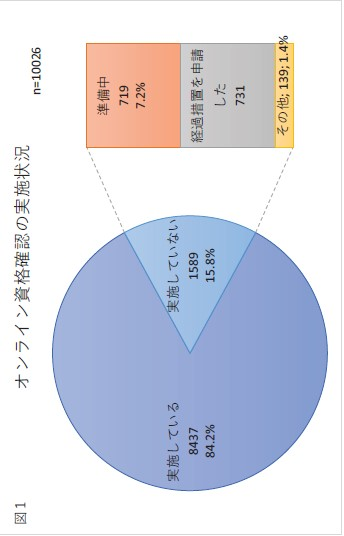 図1
オンライン資格確認の実施状況
n=10026
実施している
8437
84.2%
実施していない
1589
15.8%
準備中
719
7.2%
経過措置を申請
した
731
その他; 139; 1.4%